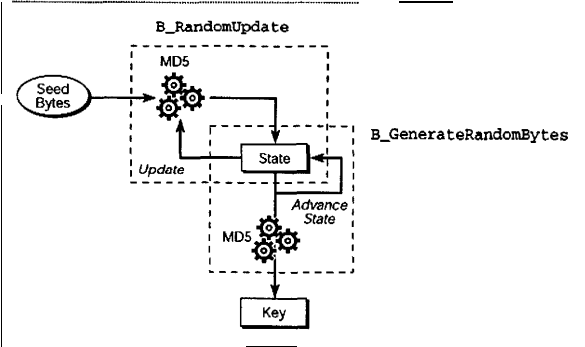 B_RandomUpdate
MD5
Seed
Bytes
B_GenerateRandomBytes
State
Update
Advance
State
MD5
Key